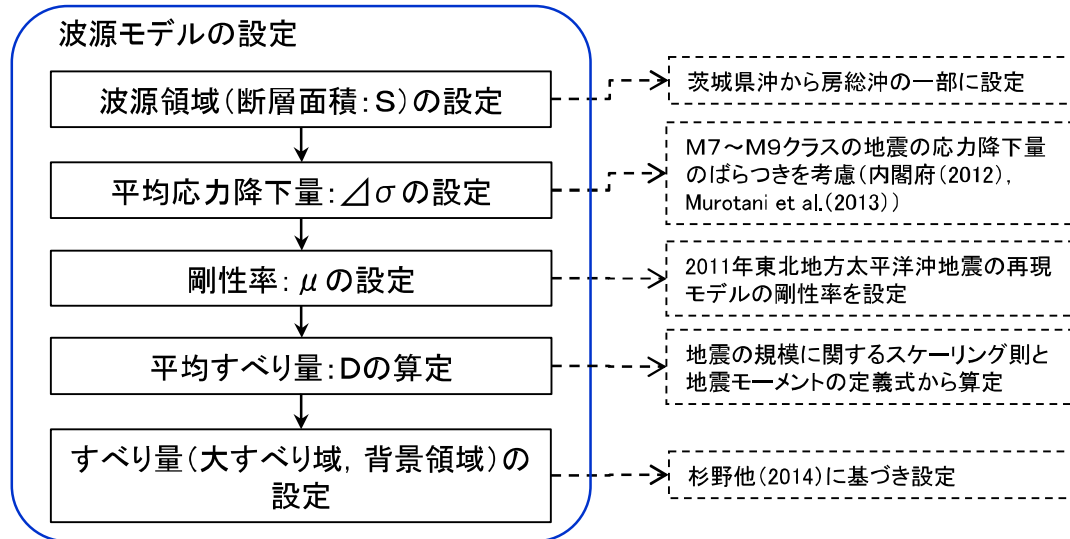 波源モデルの設定
波源領域（断層面積：Ｓ）の設定
茨城県沖から房総沖の一部に設定
平均応力降下量：⊿σの設定
Ｍ7～Ｍ9クラスの地震の応力降下量
のばらつきを考慮（内閣府（2012），
Murotani et al.（2013））
剛性率：μの設定
2011年東北地方太平洋沖地震の再現
モデルの剛性率を設定
平均すべり量：Ｄの算定
地震の規模に関するスケーリング則と
地震モーメントの定義式から算定
すべり量（大すべり域，背景領域）の
設定
杉野他（2014）に基づき設定